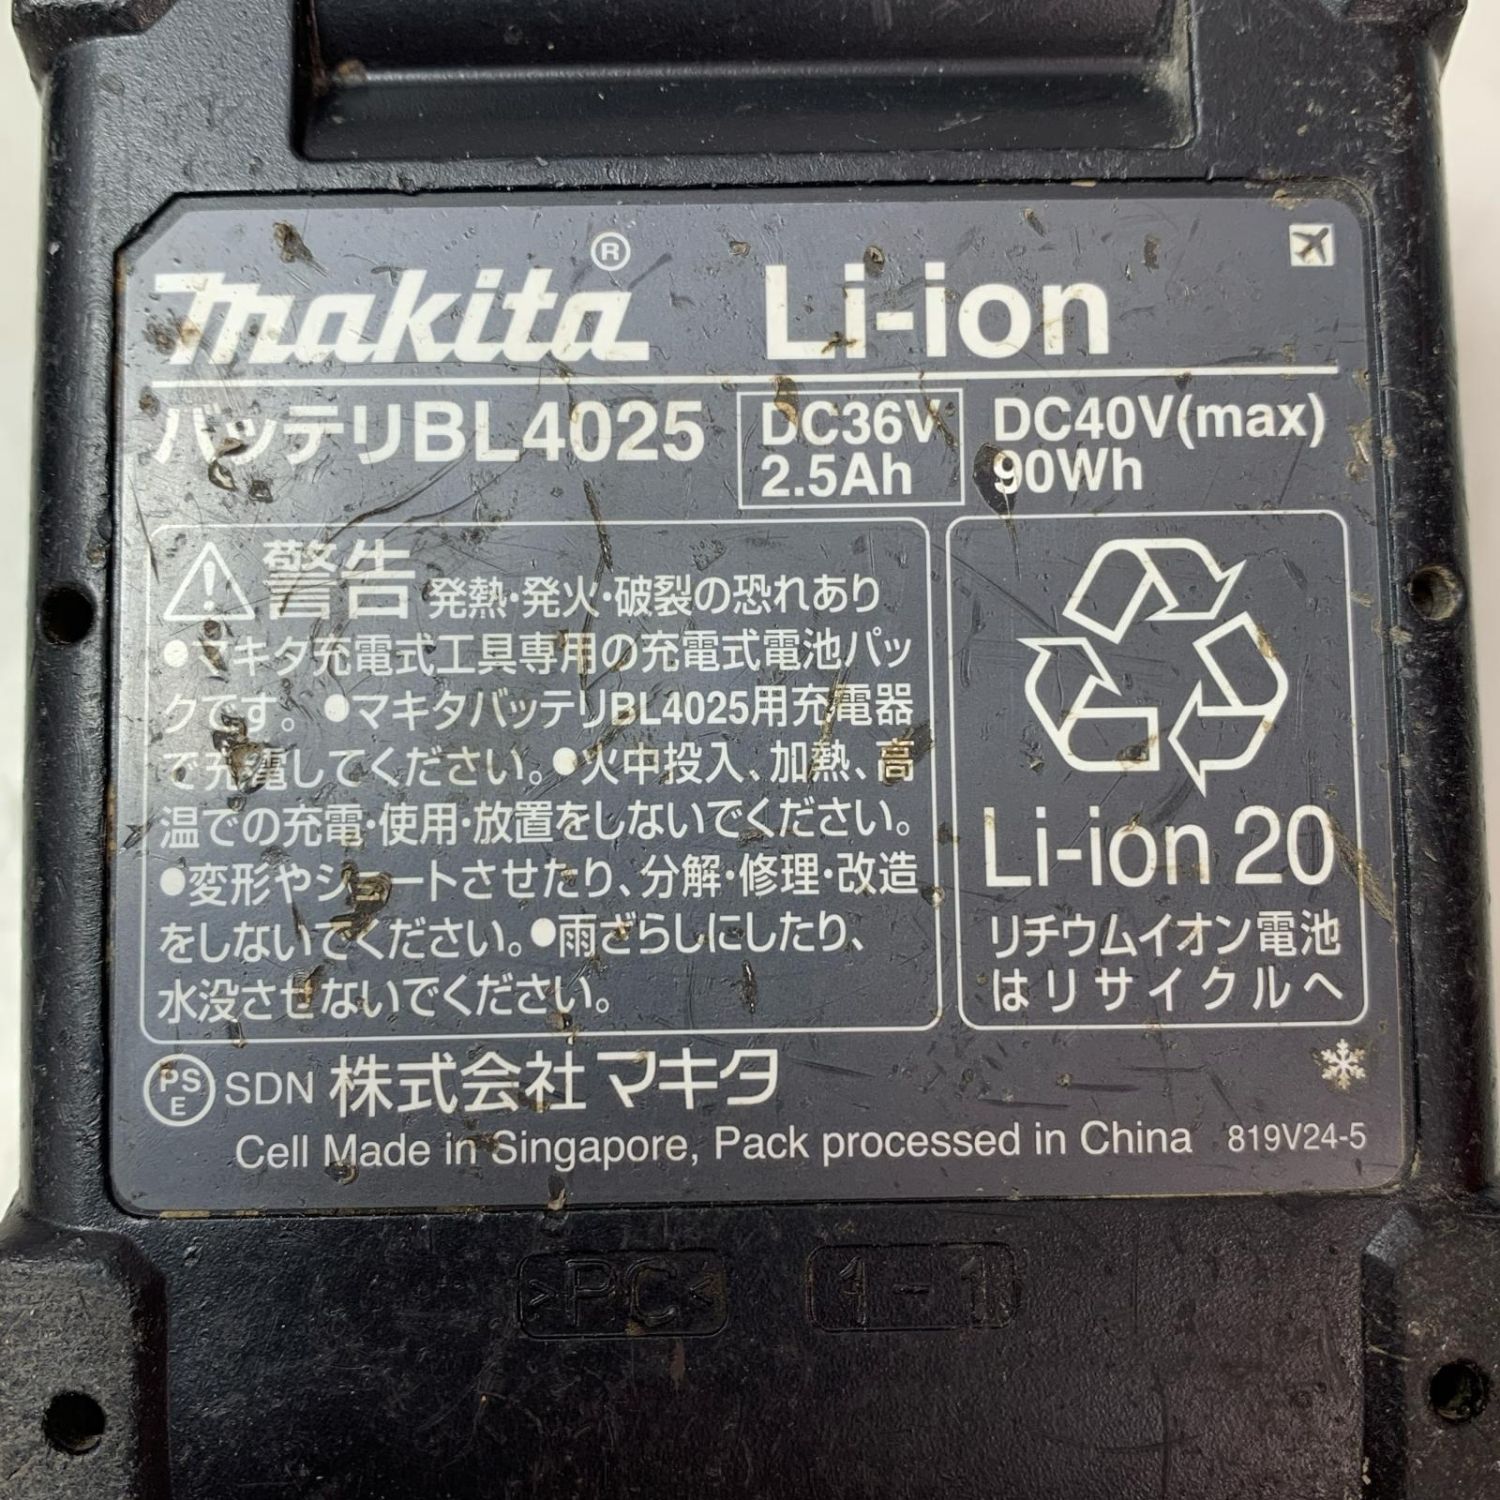 makita® Li-ion
バッテリBL4025 DC36V 2.5Ah DC40V(max) 90Wh
警告 発熱・発火・破裂の恐れあり
●マキタ充電式工具専用の充電式電池パッ
クです。●マキタバッテリBL4025用充電器
で充電してください。●火中投入、加熱、高
温での充電・使用・放置をしないでください。
●変形やショートさせたり、分解・修理・改造
をしないでください。●雨ざらしにしたり、
水没させないでください。
Li-ion 20
リチウムイオン電池
はリサイクルへ
PSE SDN 株式会社マキタ
Cell Made in Singapore, Pack processed in China 819V24-5
>PC< 1-1